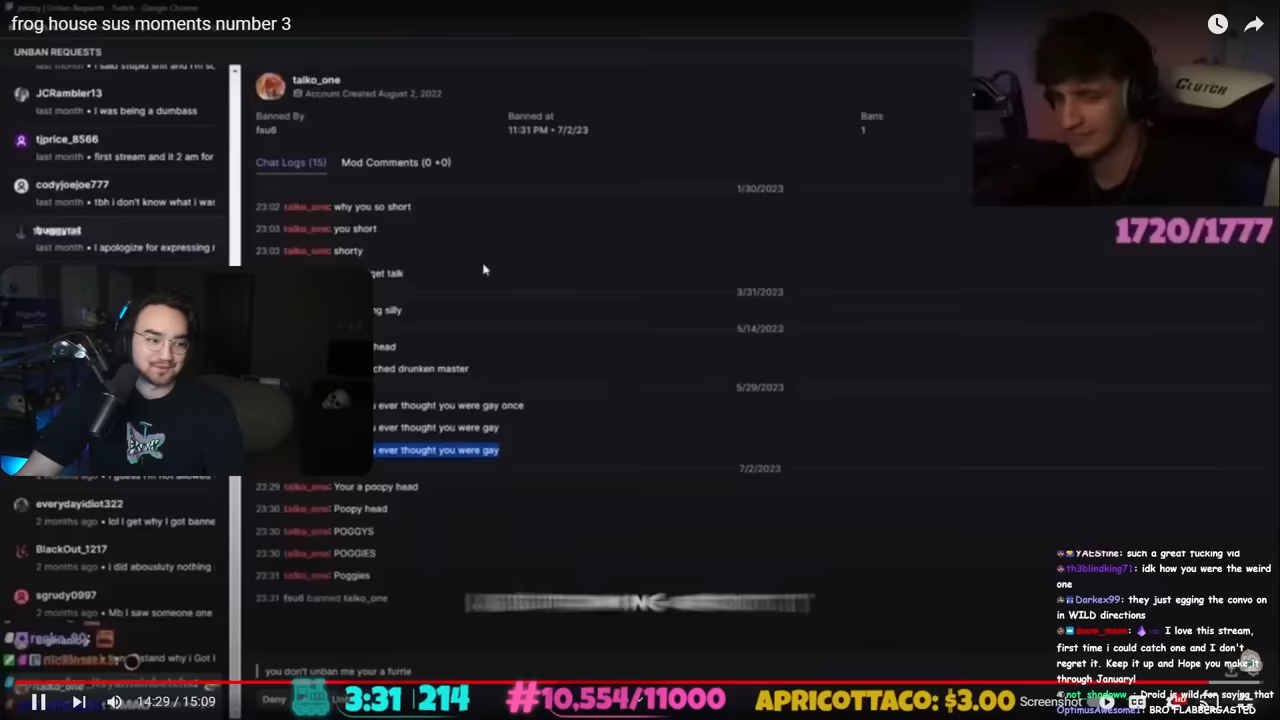 frog house sus moments number 3
UNBAN REQUESTS
JCRambler13
last month • I was being a dumbass
tjprice_8566
last month • first stream and it 2 am for
codyjoejoe777
last month • tbh i don't know what i was
last month • I apologize for expressing r
talko_one
Account Created August 2, 2022
Banned By
Banned at
Bans
fsu6
11:31 PM • 7/2/23
1
Chat Logs (15)
Mod Comments (0 +0)
1/30/2023
23:02 talko_one: why you so short
23:03 talko_one: you short
23:03 talko_one: shorty
get talk
3/31/2023
ng silly
5/14/2023
head
ched drunken master
5/29/2023
u ever thought you were gay once
u ever thought you were gay
u ever thought you were gay
7/2/2023
23:29 talko_one: Your a poopy head
23:30 talko_one: Poopy head
23:30 talko_one: POGGYS
23:30 talko_one: POGGIES
23:31 talko_one: Poggies
23:31 fsu6 banned talko_one
you don't unban me your a furrie
Deny
CLUTCH
1720/1777
everydayidiot322
2 months ago • lol I get why I got banne
BlackOut_1217
2 months ago • i did abousluty nothing
sgrudy0997
2 months ago • Mb I saw someone one
YAEStine: such a great tucking vid
th3blindking71: idk how you were the weird
one
Darkex99: they just egging the convo on
in WILD directions
doom_mann: I love this stream,
first time i could catch one and I don't
regret it. Keep it up and Hope you make it
through January!
not_shadoww: Droid is wild for saying that
OptimusAwesome1: BRO FLABBERGASTED
14:29 / 15:09
3:31 214
#10,554/11000
APRICOTTACO: $3.00
Screenshot